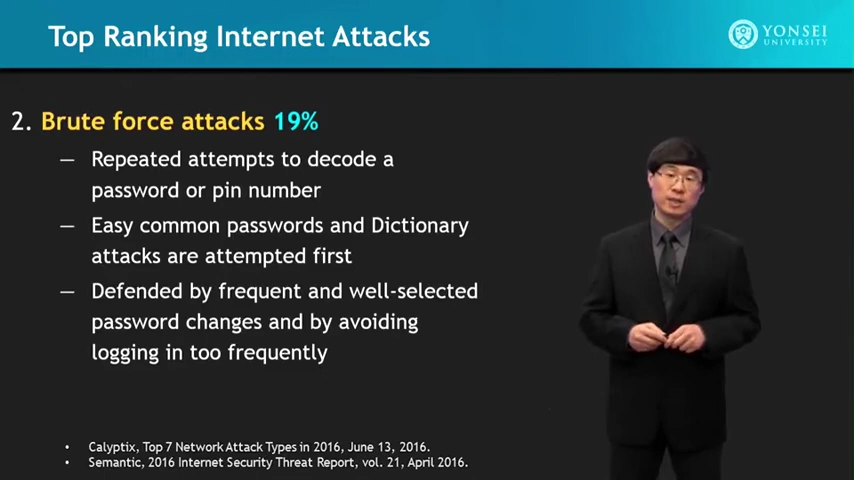 Top Ranking Internet Attacks
YONSEI
UNIVERSITY
2. Brute force attacks 19%
— Repeated attempts to decode a
password or pin number
— Easy common passwords and Dictionary
attacks are attempted first
— Defended by frequent and well-selected
password changes and by avoiding
logging in too frequently
• Calyptix, Top 7 Network Attack Types in 2016, June 13, 2016.
• Semantic, 2016 Internet Security Threat Report, vol. 21, April 2016.